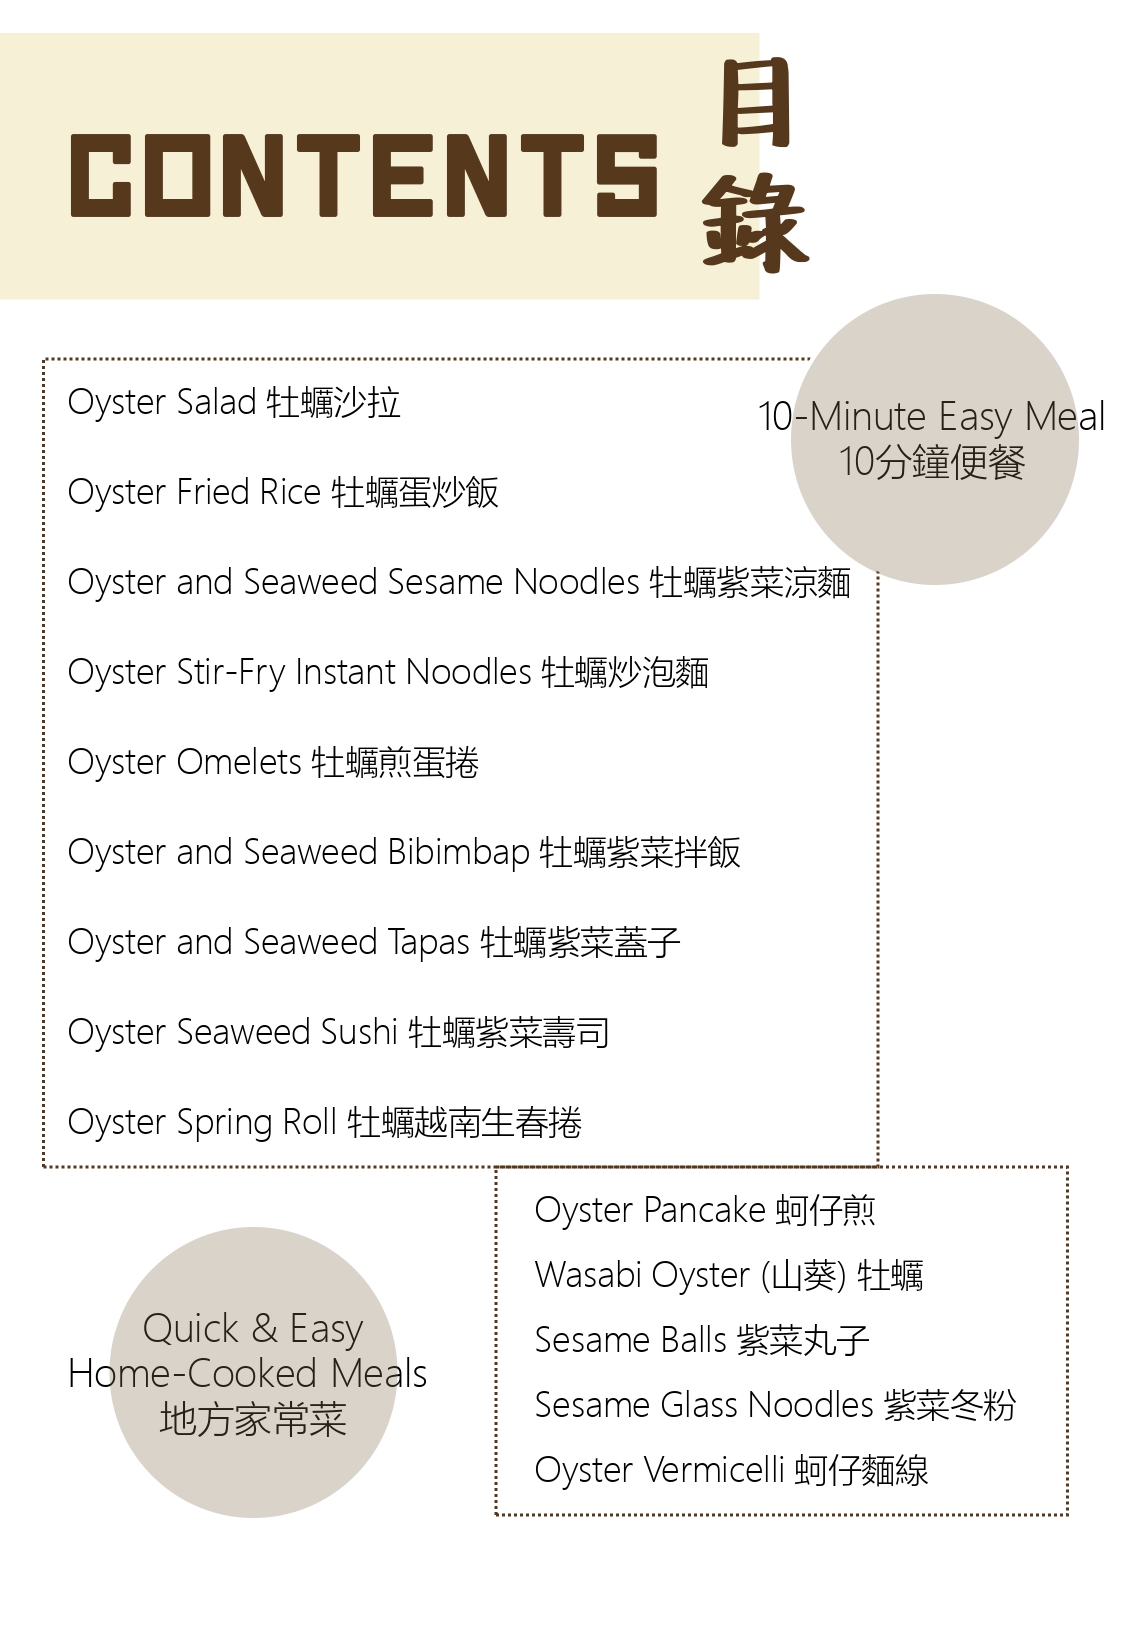 CONTENTS
目錄
10-Minute Easy Meal
10分鐘便餐
Oyster Salad 牡蠣沙拉
Oyster Fried Rice 牡蠣蛋炒飯
Oyster and Seaweed Sesame Noodles 牡蠣紫菜涼麵
Oyster Stir-Fry Instant Noodles 牡蠣炒泡麵
Oyster Omelets 牡蠣煎蛋捲
Oyster and Seaweed Bibimbap 牡蠣紫菜拌飯
Oyster and Seaweed Tapas 牡蠣紫菜蓋子
Oyster Seaweed Sushi 牡蠣紫菜壽司
Oyster Spring Roll 牡蠣越南生春捲
Quick & Easy
Home-Cooked Meals
地方家常菜
Oyster Pancake 蚵仔煎
Wasabi Oyster (山葵) 牡蠣
Sesame Balls 紫菜丸子
Sesame Glass Noodles 紫菜冬粉
Oyster Vermicelli 蚵仔麵線